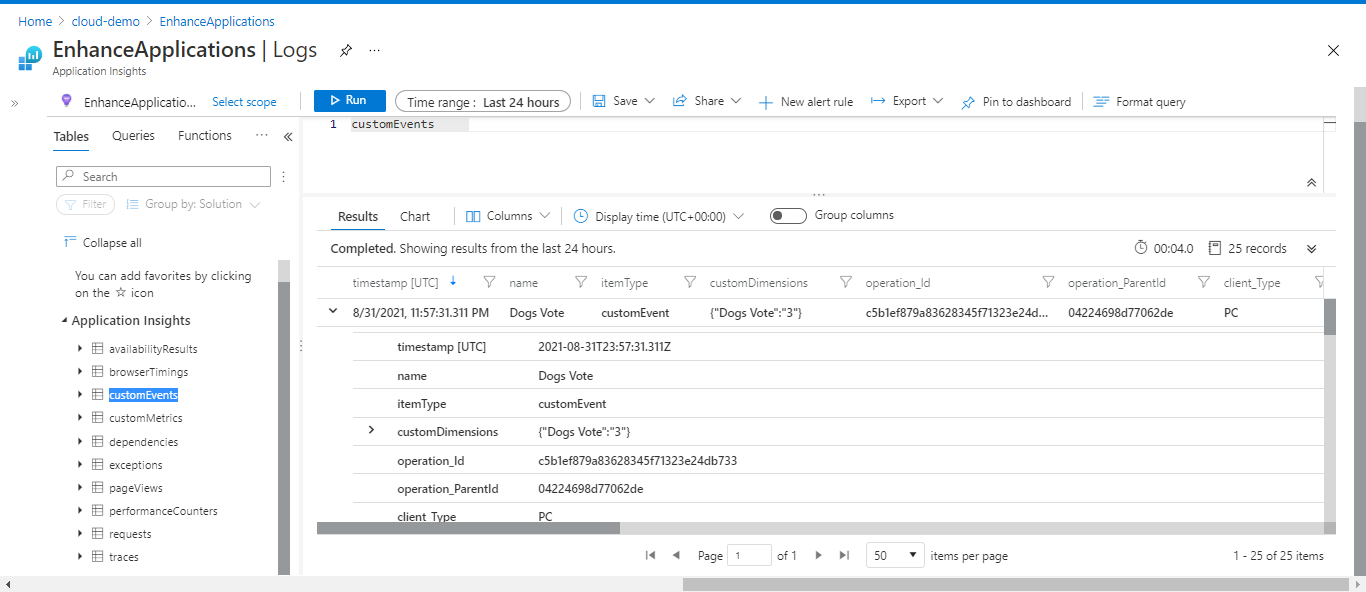 Home > cloud-demo > EnhanceApplications
EnhanceApplications | Logs ...
Application Insights
EnhanceApplicatio... Select scope Run Time range : Last 24 hours Save Share New alert rule Export Pin to dashboard Format query
Tables Queries Functions ...
1 customEvents
Search
Filter Group by: Solution
Collapse all
You can add favorites by clicking
on the ☆ icon
Application Insights
availabilityResults
browserTimings
customEvents
customMetrics
dependencies
exceptions
pageViews
performanceCounters
requests
traces
Results Chart Columns Display time (UTC+00:00) Group columns
Completed. Showing results from the last 24 hours. 00:04.0 25 records
timestamp [UTC] name itemType customDimensions operation_Id operation_ParentId client_Type
8/31/2021, 11:57:31.311 PM Dogs Vote customEvent {"Dogs Vote":"3"} c5b1ef879a83628345f71323e24d... 04224698d77062de PC
timestamp [UTC] 2021-08-31T23:57:31.311Z
name Dogs Vote
itemType customEvent
customDimensions {"Dogs Vote":"3"}
operation_Id c5b1ef879a83628345f71323e24db733
operation_ParentId 04224698d77062de
client_Type PC
Page 1 of 1 50 items per page 1 - 25 of 25 items